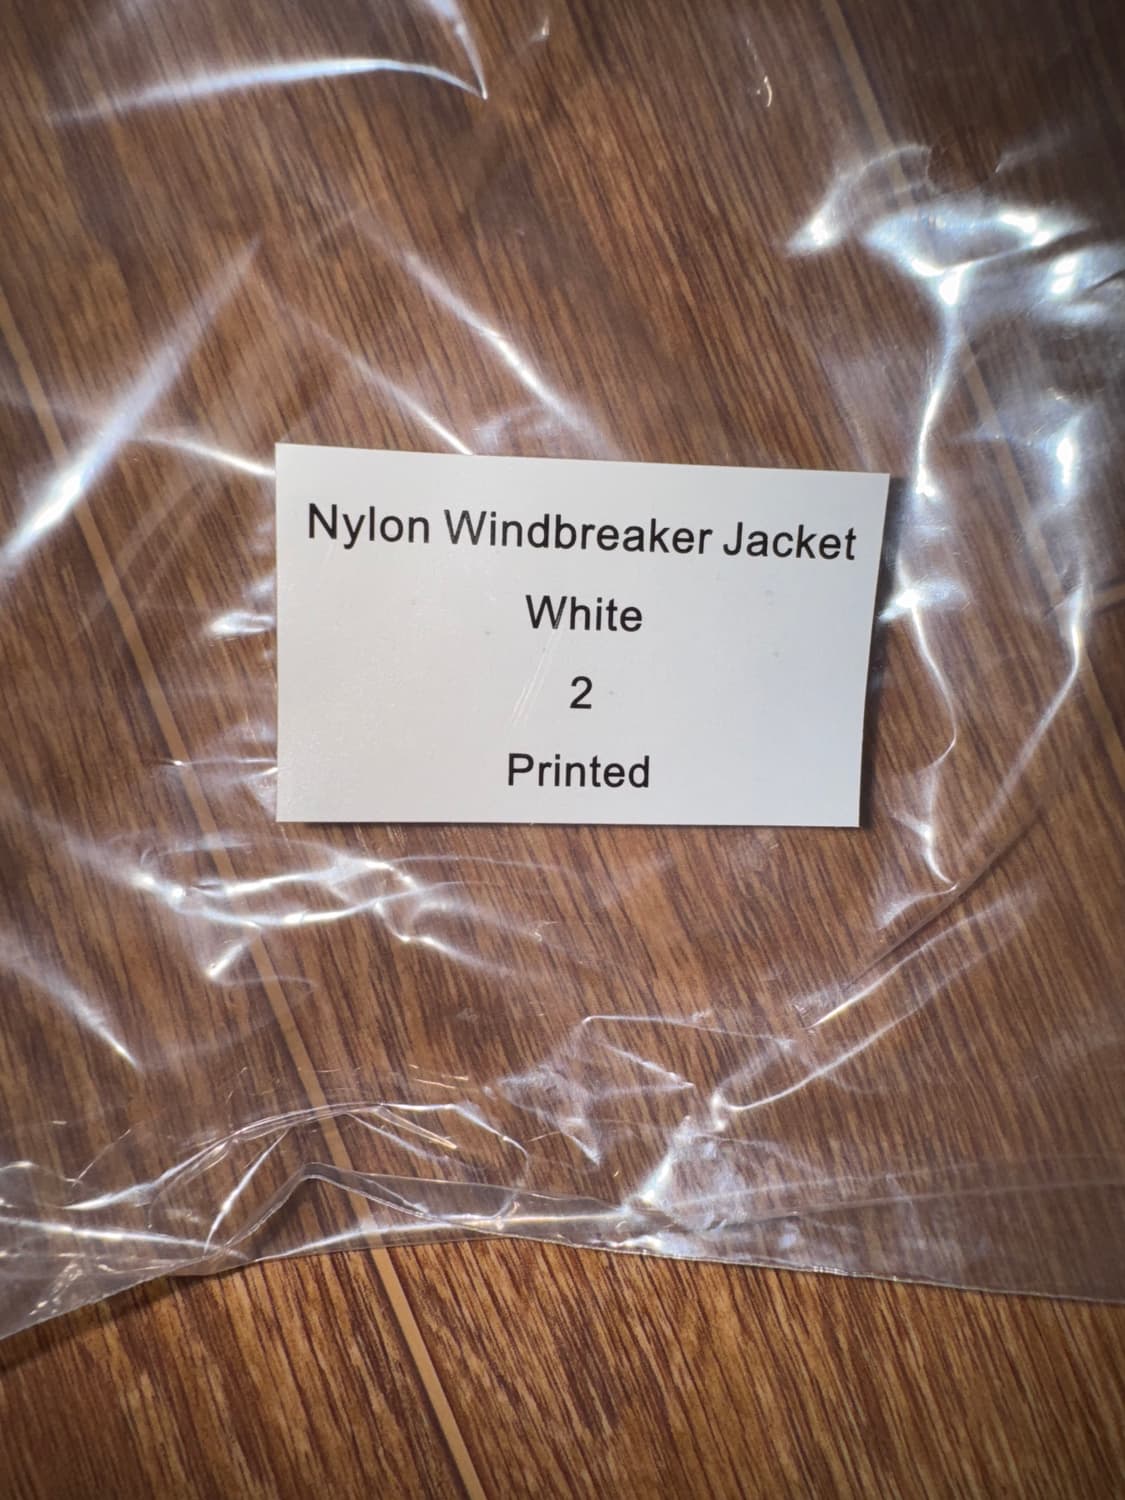 Nylon Windbreaker Jacket
White
2
Printed